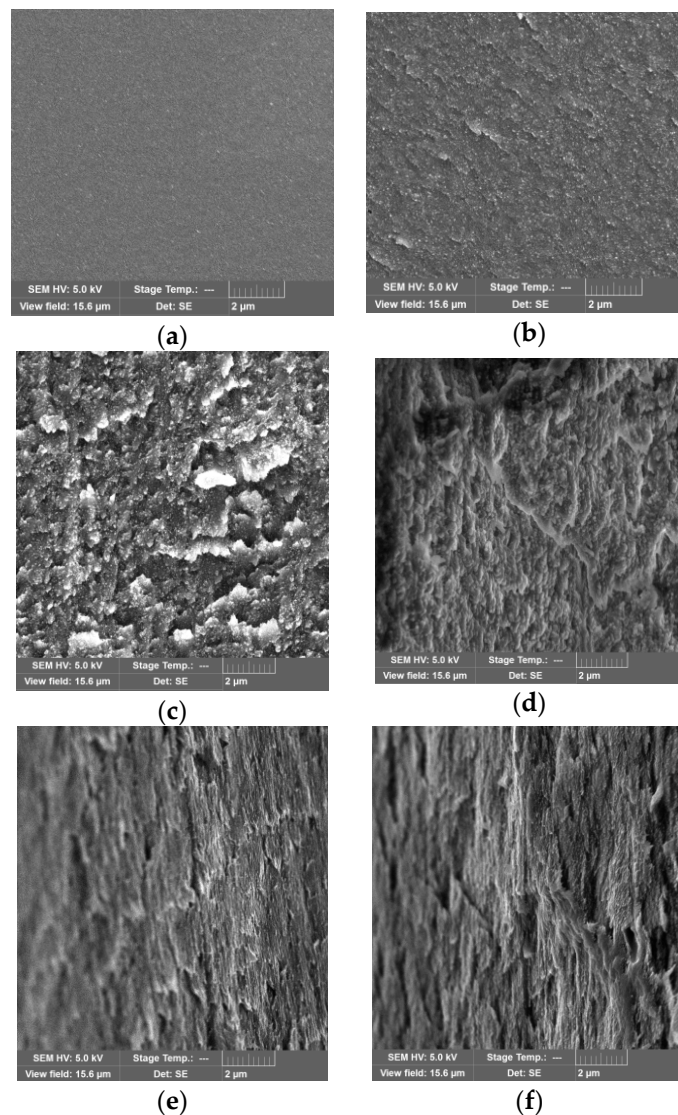 SEM HV: 5.0 kV Stage Temp.: ---
View field: 15.6 µm Det: SE 2 µm
(a)
SEM HV: 5.0 kV Stage Temp.: ---
View field: 15.6 µm Det: SE 2 µm
(b)
SEM HV: 5.0 kV Stage Temp.: ---
View field: 15.6 µm Det: SE 2 µm
(c)
SEM HV: 5.0 kV Stage Temp.: ---
View field: 15.6 µm Det: SE 2 µm
(d)
SEM HV: 5.0 kV Stage Temp.: ---
View field: 15.6 µm Det: SE 2 µm
(e)
SEM HV: 5.0 kV Stage Temp.: ---
View field: 15.6 µm Det: SE 2 µm
(f)